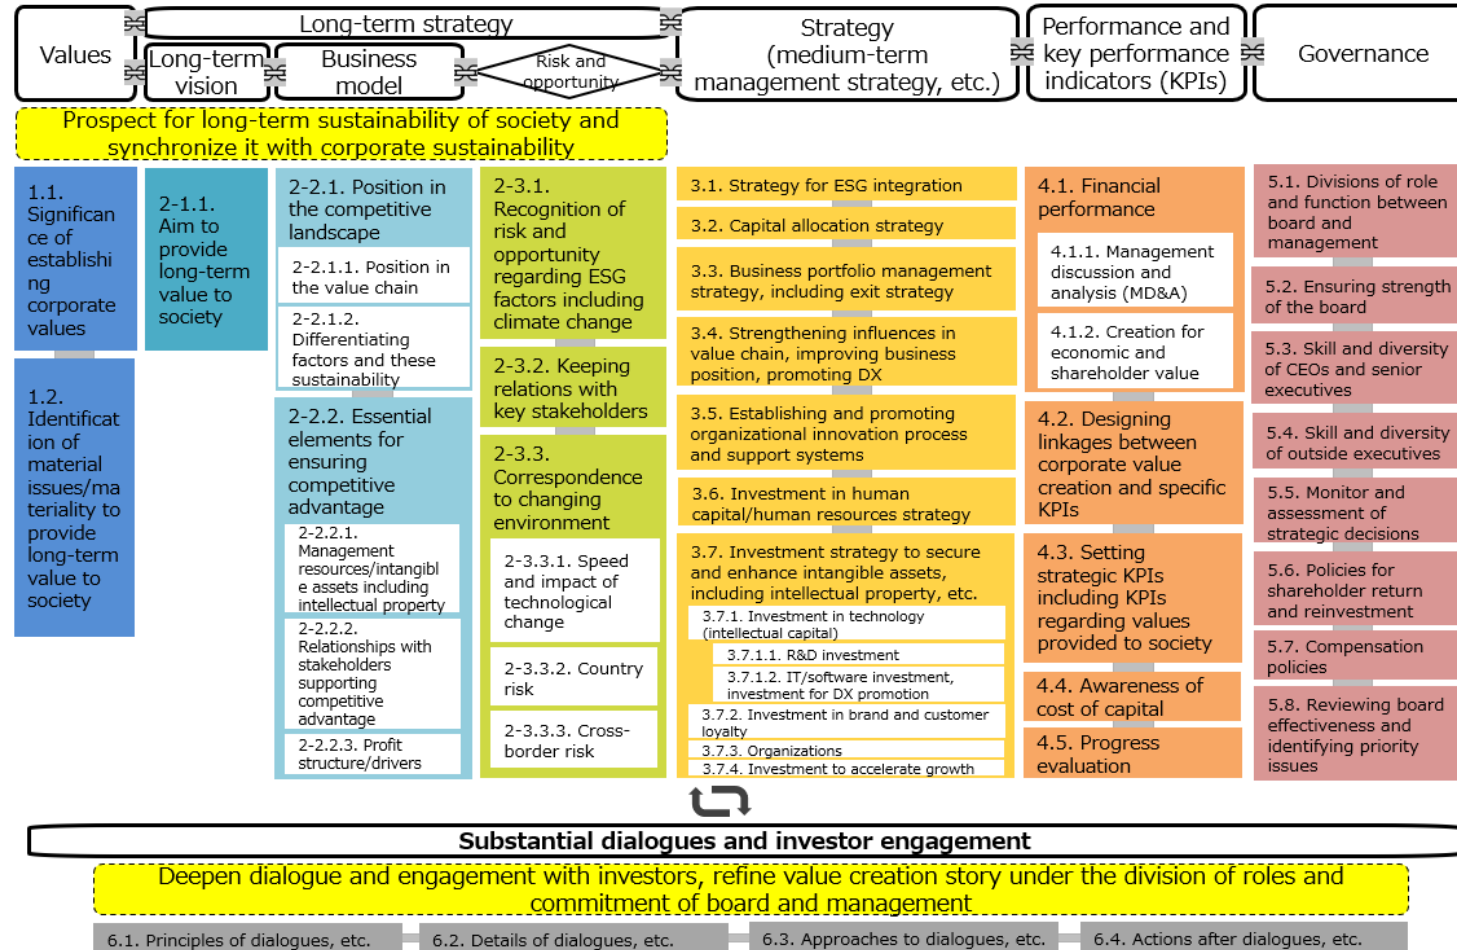 Values
Long-term strategy
Long-term
vision
Business
model
Risk and
opportunity
Strategy
(medium-term
management strategy, etc.)
Performance and
key performance
indicators (KPIs)
Governance
Prospect for long-term sustainability of society and
synchronize it with corporate sustainability
1.1.
Significan
ce of
establishi
ng
corporate
values
1.2.
Identificat
ion of
material
issues/ma
teriality to
provide
long-term
value to
society
2-1.1.
Aim to
provide
long-term
value to
society
2-2.1. Position in
the competitive
landscape
2-2.1.1. Position in
the value chain
2-2.1.2.
Differentiating
factors and these
sustainability
2-2.2. Essential
elements for
ensuring
competitive
advantage
2-2.2.1.
Management
resources/intangibl
e assets including
intellectual property
2-2.2.2.
Relationships with
stakeholders
supporting
competitive
advantage
2-2.2.3. Profit
structure/drivers
2-3.1.
Recognition of
risk and
opportunity
regarding ESG
factors including
climate change
2-3.2. Keeping
relations with
key stakeholders
2-3.3.
Correspondence
to changing
environment
2-3.3.1. Speed
and impact of
technological
change
2-3.3.2. Country
risk
2-3.3.3. Cross-
border risk
3.1. Strategy for ESG integration
3.2. Capital allocation strategy
3.3. Business portfolio management
strategy, including exit strategy
3.4. Strengthening influences in
value chain, improving business
position, promoting DX
3.5. Establishing and promoting
organizational innovation process
and support systems
3.6. Investment in human
capital/human resources strategy
3.7. Investment strategy to secure
and enhance intangible assets,
including intellectual property, etc.
3.7.1. Investment in technology
(intellectual capital)
3.7.1.1. R&D investment
3.7.1.2. IT/software investment,
investment for DX promotion
3.7.2. Investment in brand and customer
loyalty
3.7.3. Organizations
3.7.4. Investment to accelerate growth
4.1. Financial
performance
4.1.1. Management
discussion and
analysis (MD&A)
4.1.2. Creation for
economic and
shareholder value
4.2. Designing
linkages between
corporate value
creation and specific
KPIs
4.3. Setting
strategic KPIs
including KPIs
regarding values
provided to society
4.4. Awareness of
cost of capital
4.5. Progress
evaluation
5.1. Divisions of role
and function between
board and
management
5.2. Ensuring strength
of the board
5.3. Skill and diversity
of CEOs and senior
executives
5.4. Skill and diversity
of outside executives
5.5. Monitor and
assessment of
strategic decisions
5.6. Policies for
shareholder return
and reinvestment
5.7. Compensation
policies
5.8. Reviewing board
effectiveness and
identifying priority
issues
Substantial dialogues and investor engagement
Deepen dialogue and engagement with investors, refine value creation story under the division of roles and
commitment of board and management
6.1. Principles of dialogues, etc.
6.2. Details of dialogues, etc.
6.3. Approaches to dialogues, etc.
6.4. Actions after dialogues, etc.